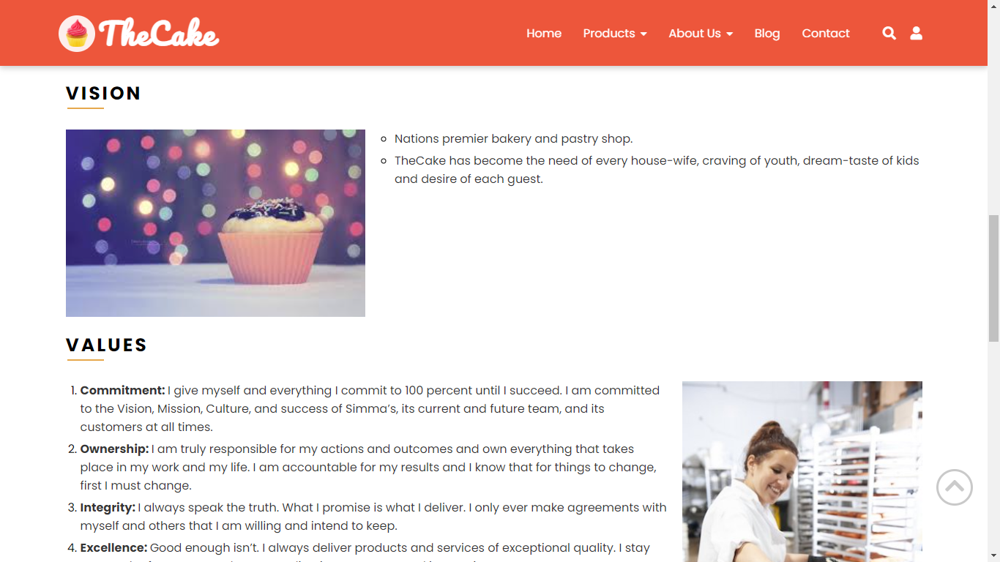 TheCake
Home Products About Us Blog Contact
VISION
Nations premier bakery and pastry shop.
TheCake has become the need of every house-wife, craving of youth, dream-taste of kids
and desire of each guest.
VALUES
1. Commitment: I give myself and everything I commit to 100 percent until I succeed. I am committed
to the Vision, Mission, Culture, and success of Simma’s, its current and future team, and its
customers at all times.
2. Ownership: I am truly responsible for my actions and outcomes and own everything that takes
place in my work and my life. I am accountable for my results and I know that for things to change,
first I must change.
3. Integrity: I always speak the truth. What I promise is what I deliver. I only ever make agreements with
myself and others that I am willing and intend to keep.
4. Excellence: Good enough isn’t. I always deliver products and services of exceptional quality. I stay